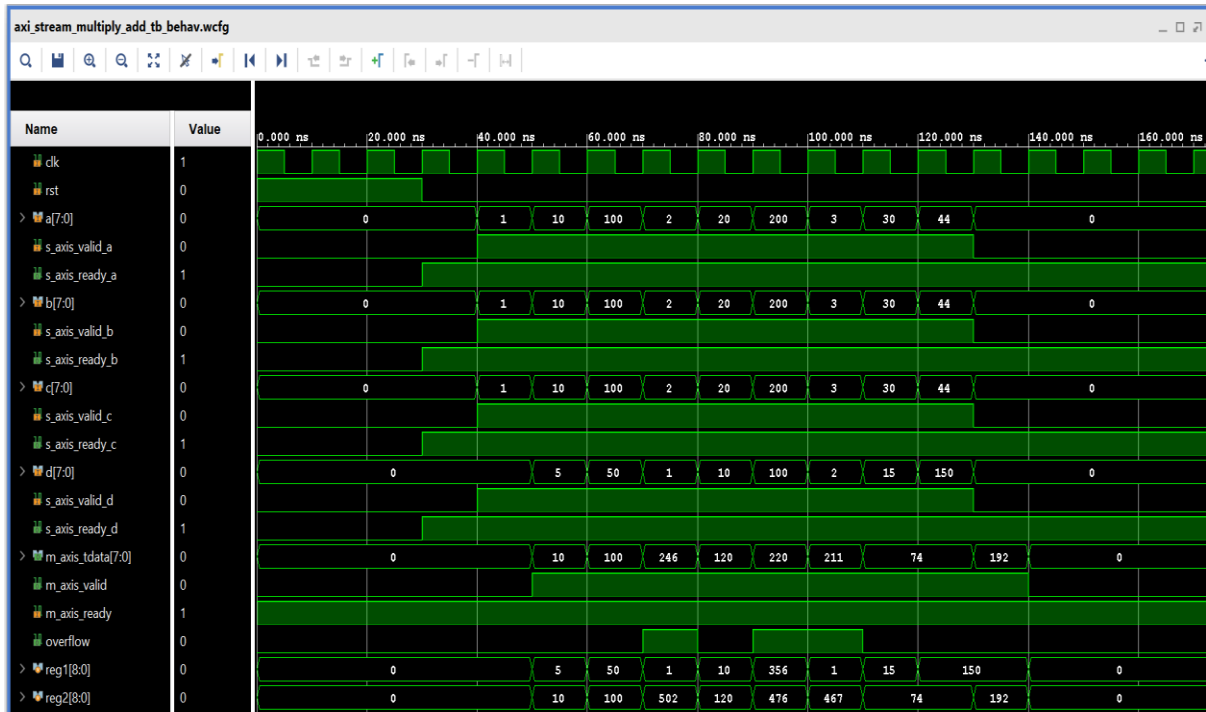 axi_stream_multiply_add_tb_behav.wcfg
Name Value 0.000 ns 20.000 ns 40.000 ns 60.000 ns 80.000 ns 100.000 ns 120.000 ns 140.000 ns 160.000 ns
clk 1
rst 0
a[7:0] 0 0 1 10 100 2 20 200 3 30 44 0
s_axis_valid_a 0
s_axis_ready_a 1
b[7:0] 0 0 1 10 100 2 20 200 3 30 44 0
s_axis_valid_b 0
s_axis_ready_b 1
c[7:0] 0 0 1 10 100 2 20 200 3 30 44 0
s_axis_valid_c 0
s_axis_ready_c 1
d[7:0] 0 0 5 50 1 10 100 2 15 150 0
s_axis_valid_d 0
s_axis_ready_d 1
m_axis_tdata[7:0] 0 0 10 100 246 120 220 211 74 192 0
m_axis_valid 0
m_axis_ready 1
overflow 0
reg1[8:0] 0 0 5 50 1 10 356 1 15 150 0
reg2[8:0] 0 0 10 100 502 120 476 467 74 192 0